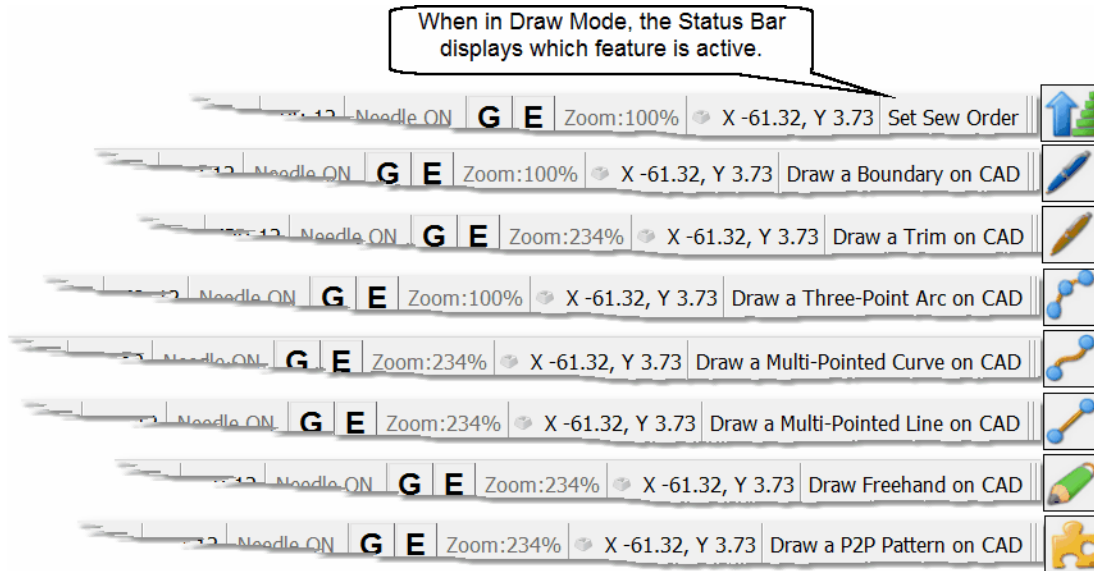 When in Draw Mode, the Status Bar
displays which feature is active.
Needle ON G E Zoom:100% X -61.32, Y 3.73 Set Sew Order
Needle ON G E Zoom:100% X -61.32, Y 3.73 Draw a Boundary on CAD
Needle ON G E Zoom:234% X -61.32, Y 3.73 Draw a Trim on CAD
Needle ON G E Zoom:100% X -61.32, Y 3.73 Draw a Three-Point Arc on CAD
Needle ON G E Zoom:234% X -61.32, Y 3.73 Draw a Multi-Pointed Curve on CAD
Needle ON G E Zoom:234% X -61.32, Y 3.73 Draw a Multi-Pointed Line on CAD
Needle ON G E Zoom:234% X -61.32, Y 3.73 Draw Freehand on CAD
Needle ON G E Zoom:234% X -61.32, Y 3.73 Draw a P2P Pattern on CAD